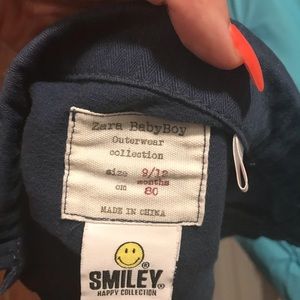 Zara BabyBoy
Outerwear
collection
size 9/12
months
cm 80
MADE IN CHINA
SMILEY®
HAPPY COLLECTION